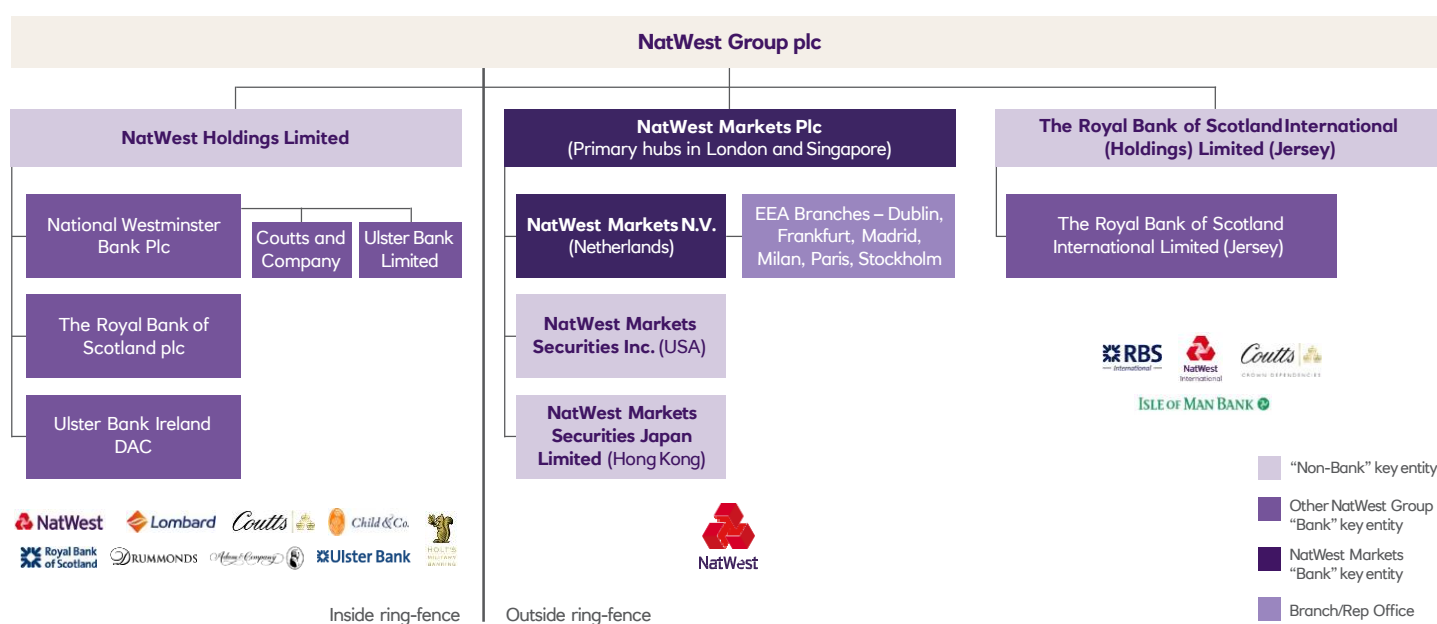 NatWest Group plc
NatWest Holdings Limited
National Westminster
Bank Plc
Coutts and
Company
Ulster Bank
Limited
The Royal Bank of
Scotland plc
Ulster Bank Ireland
DAC
NatWest
Lombard
Coutts
Child & Co.
Royal Bank
of Scotland
DRUMMONDS
Adam & Company
Ulster Bank
HOLT'S
MILITARY
BANKING
Inside ring-fence
NatWest Markets Plc
(Primary hubs in London and Singapore)
NatWest Markets N.V.
(Netherlands)
EEA Branches – Dublin,
Frankfurt, Madrid,
Milan, Paris, Stockholm
NatWest Markets
Securities Inc. (USA)
NatWest Markets
Securities Japan
Limited (Hong Kong)
NatWest
Outside ring-fence
The Royal Bank of Scotland International
(Holdings) Limited (Jersey)
The Royal Bank of Scotland
International Limited (Jersey)
RBS
International
NatWest
International
Coutts
CROWN DEPENDENCIES
ISLE OF MAN BANK
"Non-Bank" key entity
Other NatWest Group
"Bank" key entity
NatWest Markets
"Bank" key entity
Branch/Rep Office